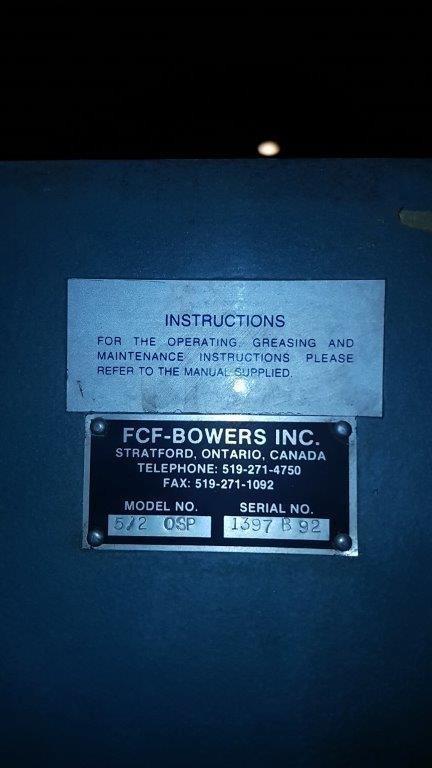 INSTRUCTIONS
FOR THE OPERATING, GREASING AND
MAINTENANCE INSTRUCTIONS PLEASE
REFER TO THE MANUAL SUPPLIED.
FCF-BOWERS INC.
STRATFORD, ONTARIO, CANADA
TELEPHONE: 519-271-4750
FAX: 519-271-1092
MODEL NO. SERIAL NO.
5/2 OSP 1397 B 92